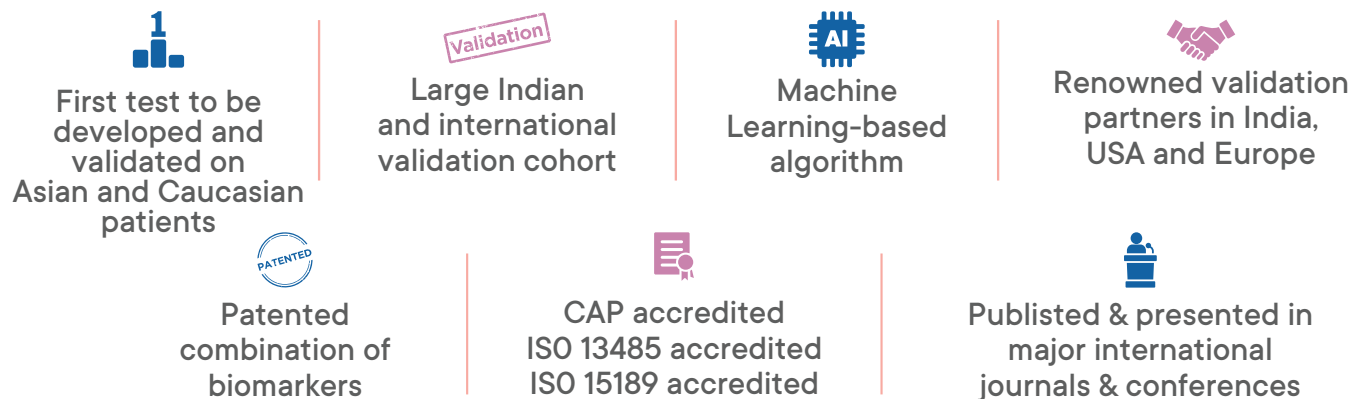 1
First test to be
developed and
validated on
Asian and Caucasian
patients
Validation
Large Indian
and international
validation cohort
AI
Machine
Learning-based
algorithm
Renowned validation
partners in India,
USA and Europe
PATENTED
Patented
combination of
biomarkers
CAP accredited
ISO 13485 accredited
ISO 15189 accredited
Publisted & presented in
major international
journals & conferences